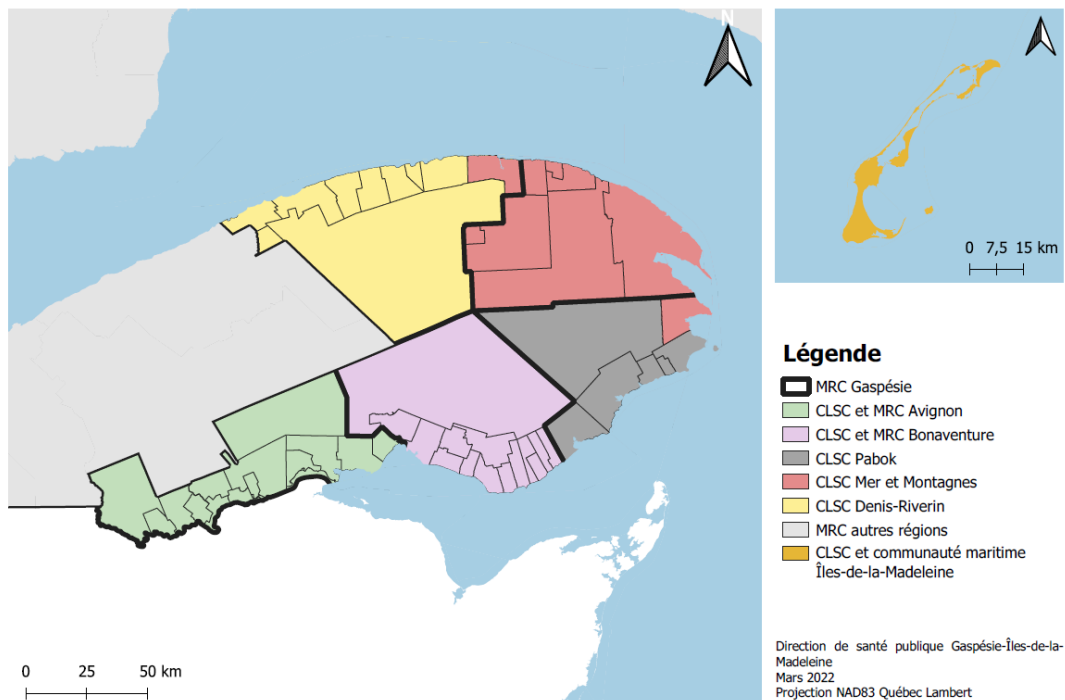 N
0 25 50 km
0 7,5 15 km
Légende
MRC Gaspésie
CLSC et MRC Avignon
CLSC et MRC Bonaventure
CLSC Pabok
CLSC Mer et Montagnes
CLSC Denis-Riverin
MRC autres régions
CLSC et communauté maritime
Îles-de-la-Madeleine
Direction de santé publique Gaspésie-Îles-de-la-
Madeleine
Mars 2022
Projection NAD83 Québec Lambert